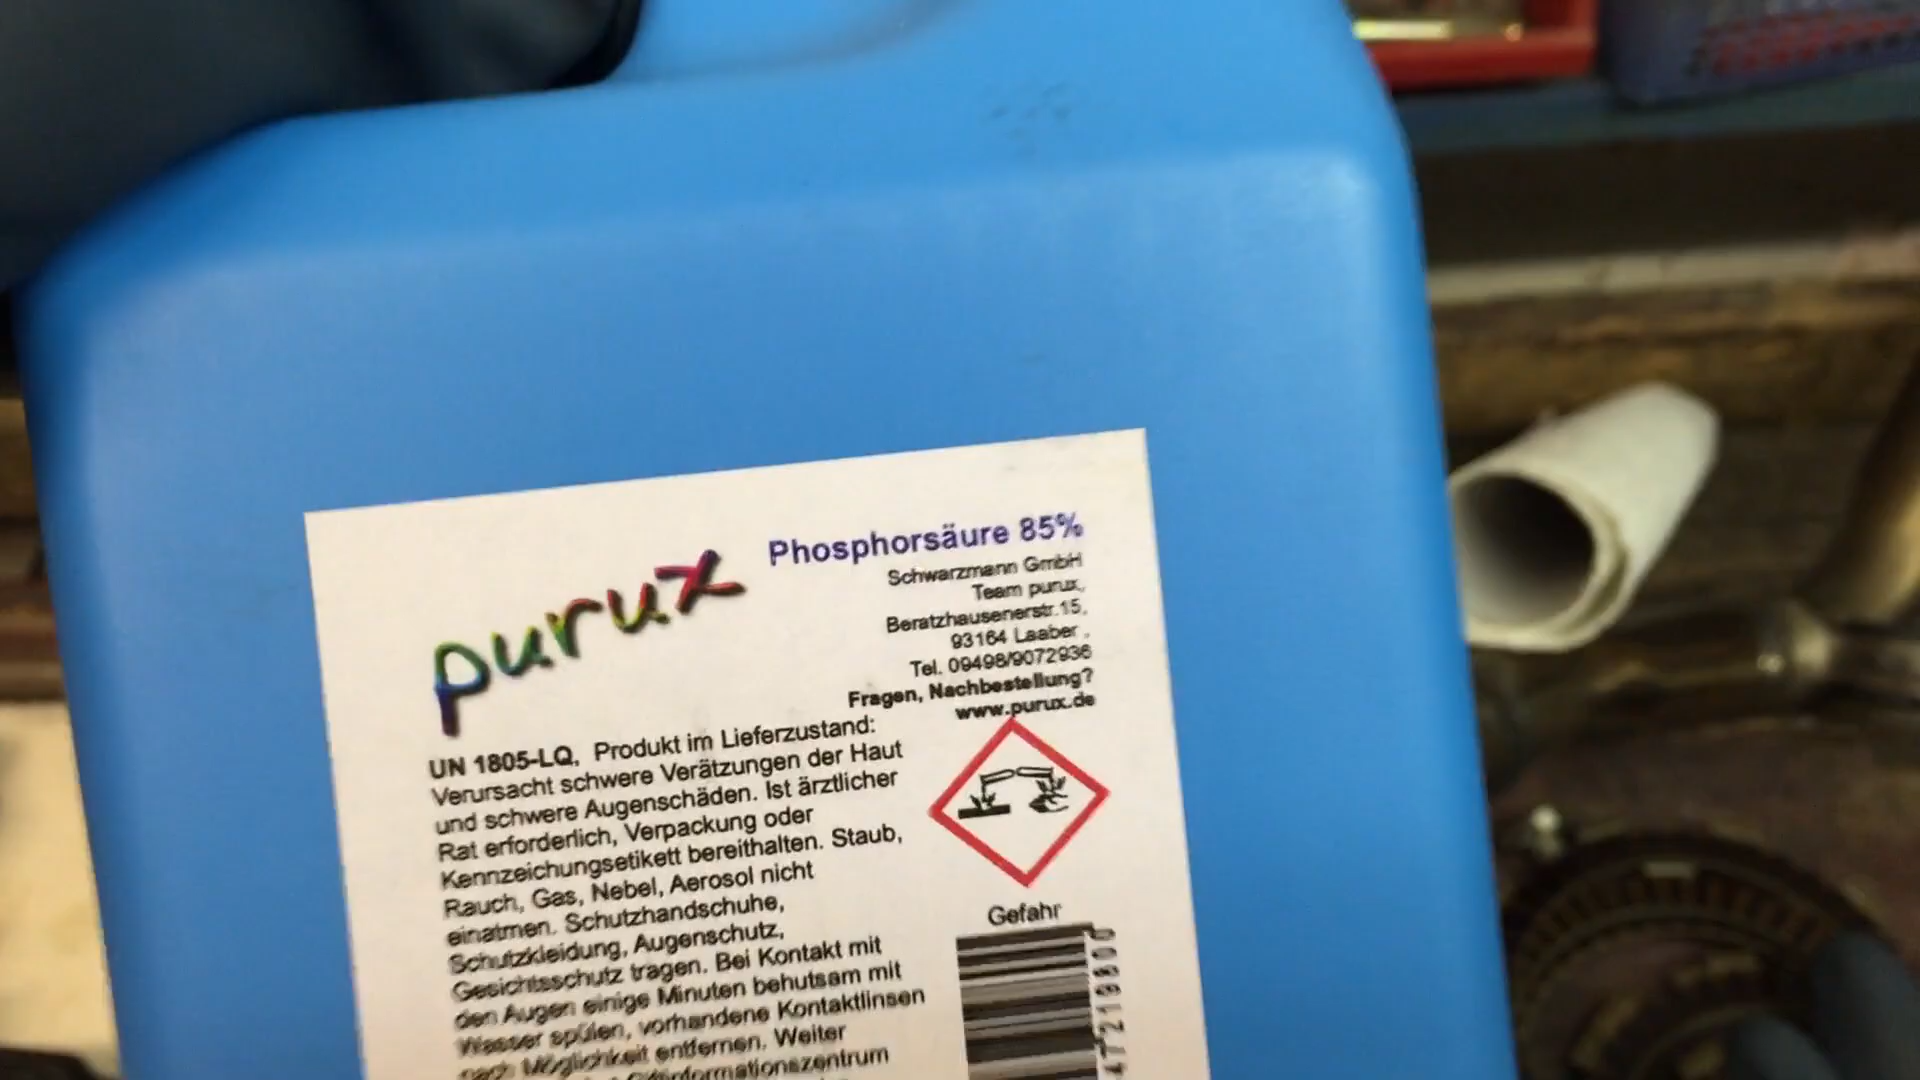 purux
Phosphorsäure 85%
Schwarzmann GmbH
Team purux,
Beratzhausenerstr.15,
93164 Laaber ,
Tel. 09498/9072936
Fragen, Nachbestellung?
www.purux.de
UN 1805-LQ, Produkt im Lieferzustand:
Verursacht schwere Verätzungen der Haut
und schwere Augenschäden. Ist ärztlicher
Rat erforderlich, Verpackung oder
Kennzeichungsetikett bereithalten. Staub,
Rauch, Gas, Nebel, Aerosol nicht
einatmen. Schutzhandschuhe,
Schutzkleidung, Augenschutz,
Gesichtsschutz tragen. Bei Kontakt mit
den Augen einige Minuten behutsam mit
Wasser spülen, vorhandene Kontaktlinsen
nach Möglichkeit entfernen. Weiter
Gefahr